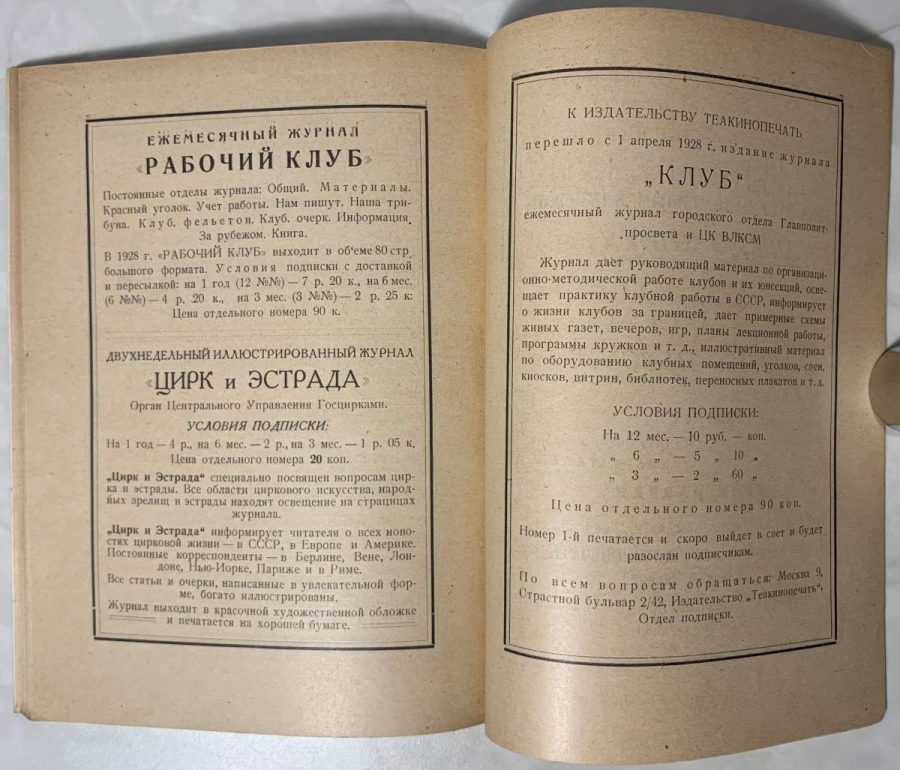 ЕЖЕМЕСЯЧНЫЙ ЖУРНАЛ
«РАБОЧИЙ КЛУБ»
Постоянные отделы журнала: Общий. Материалы.
Красный уголок. Учет работы. Нам пишут. Наша три-
буна. Клуб. фельетон. Клуб. очерк. Информация.
За рубежом. Книга.
В 1928 г. «РАБОЧИЙ КЛУБ» выходит в об'еме 80 стр.
большого формата. Условия подписки с доставкой
и пересылкой: на 1 год (12 №№)—7 р. 20 к., на 6 мес.
(6 №№)—4 р. 20 к., на 3 мес. (3 №№)—2 р. 25 к:
Цена отдельного номера 90 к.
ДВУХНЕДЕЛЬНЫЙ ИЛЛЮСТРИРОВАННЫЙ ЖУРНАЛ
«ЦИРК и ЭСТРАДА»
Орган Центрального Управления Госцирками.
УСЛОВИЯ ПОДПИСКИ:
На 1 год—4 р., на 6 мес.—2 р., на 3 мес.—1 р. 05 к.
Цена отдельного номера 20 коп.
„Цирк и Эстрада“ специально посвящен вопросам цир-
ка и эстрады. Все области циркового искусства, народ-
ных зрелищ и эстрады находят освещение на страцицах
журнала.
„Цирк и Эстрада“ информирует читателя о всех ново-
стях цирковой жизни—в СССР, в Европе и Америке.
Постоянные корреспонденты—в Берлине, Вене, Лон-
доне, Нью-Иорке, Париже и в Риме.
Все статьи и очерки, написанные в увлекательной фор-
ме, богато иллюстрированы.
Журнал выходит в красочной художественной обложке
и печатается на хорошей бумаге.
К ИЗДАТЕЛЬСТВУ ТЕАКИНОПЕЧАТЬ
перешло с 1 апреля 1928 г. издание журнала
„КЛУБ“
ежемесячный журнал городского отдела Главполит-
просвета и ЦК ВЛКСМ
Журнал дает руководящий материал по организаци-
онно-методической работе клубов и их юнсекций, осве-
щает практику клубной работы в СССР, информирует
о жизни клубов за границей, дает примерные схемы
живых газет, вечеров, игр, планы лекционной работы,
программы кружков и т. д., иллюстративный материал
по оборудованию клубных помещений, уголков, сцен,
киосков, витрин, библиотек, переносных плакатов и т. д.
УСЛОВИЯ ПОДПИСКИ:
На 12 мес.—10 руб. — коп.
„ 6 „ — 5 „ 10 „
„ 3 „ — 2 „ 60 „
Цена отдельного номера 90 коп.
Номер 1-й печатается и скоро выйдет в свет и будет
разослан подписчикам.
По всем вопросам обращаться: Москва 9,
Страстной бульвар 2/42, Издательство „Теакинопечать“,
Отдел подписки.